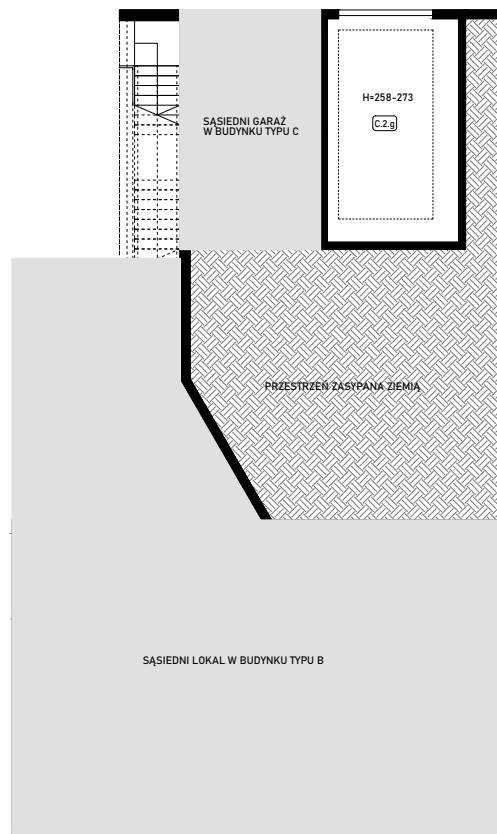 H=258-273
C.2.g
SĄSIEDNI GARAŻ
W BUDYNKU TYPU C
PRZESTRZEŃ ZASYPANA ZIEMIĄ
SĄSIEDNI LOKAL W BUDYNKU TYPU B